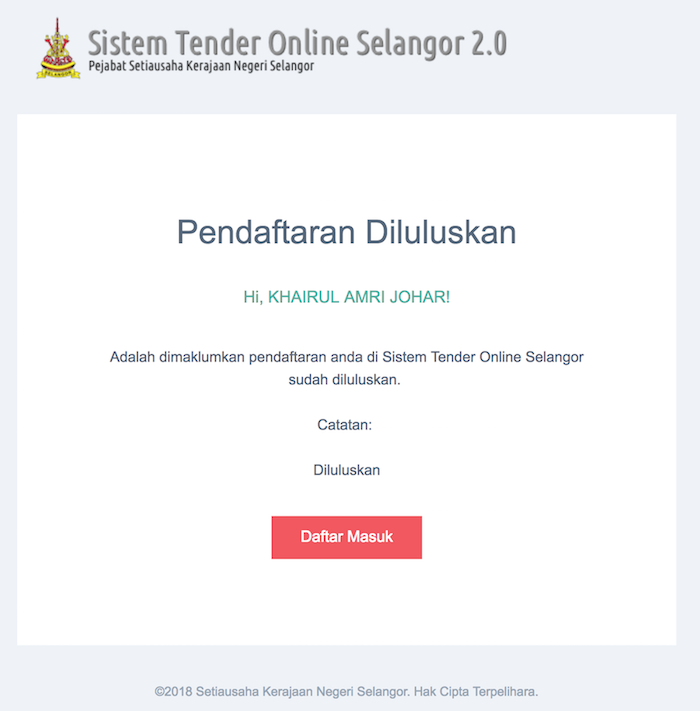 Sistem Tender Online Selangor 2.0
Pejabat Setiausaha Kerajaan Negeri Selangor
Pendaftaran Diluluskan
Hi, KHAIRUL AMRI JOHAR!
Adalah dimaklumkan pendaftaran anda di Sistem Tender Online Selangor
sudah diluluskan.
Catatan:
Diluluskan
Daftar Masuk
©2018 Setiausaha Kerajaan Negeri Selangor. Hak Cipta Terpelihara.